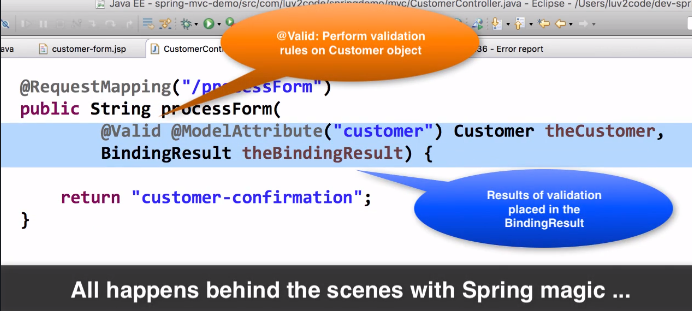 Java EE - spring-mvc-demo/src/com/luv2code/springdemo/mvc/CustomerController.java - Eclipse - /Users/luv2code/dev-sp
ava
customer-form.jsp
CustomerCont
36 - Error report
@Valid: Perform validation
rules on Customer object
@RequestMapping("/processForm")
public String processForm(
@Valid @ModelAttribute("customer") Customer theCustomer,
BindingResult theBindingResult) {
return "customer-confirmation";
}
Results of validation
placed in the
BindingResult
All happens behind the scenes with Spring magic ...